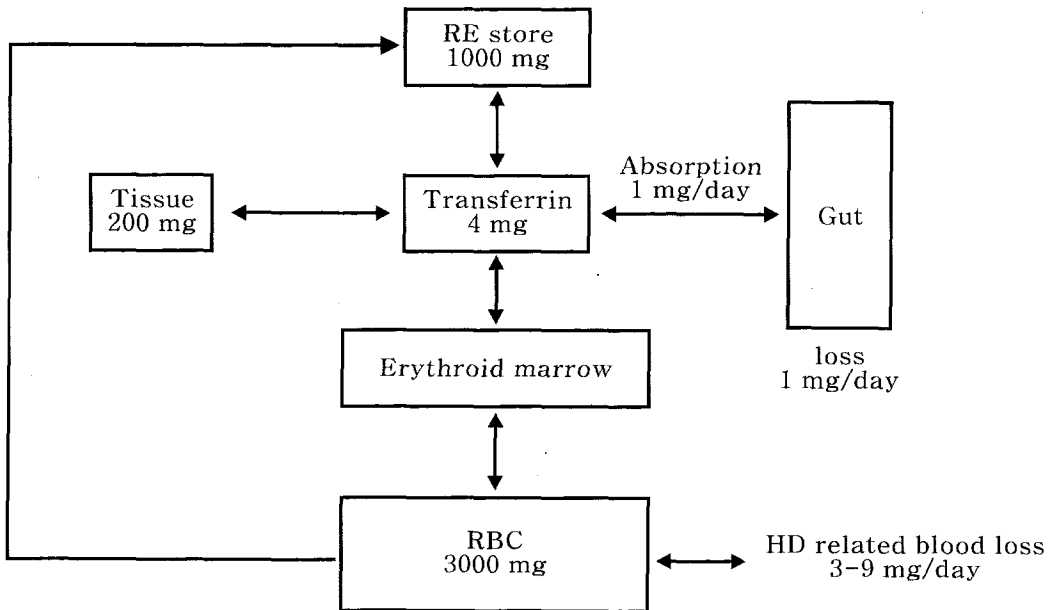 RE store
1000 mg
Absorption
1 mg/day
Tissue
200 mg
Transferrin
4 mg
Gut
Erythroid marrow
loss
1 mg/day
RBC
3000 mg
HD related blood loss
3-9 mg/day